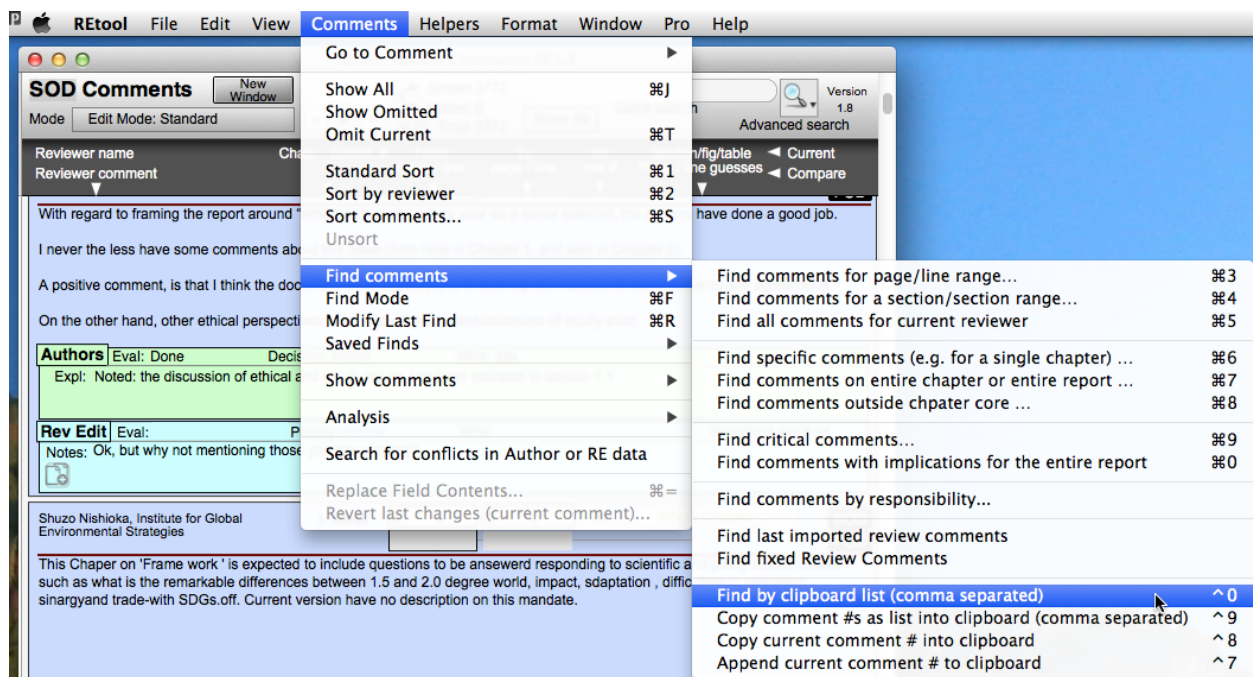 REtool File Edit View Comments Helpers Format Window Pro Help
SOD Comments
New Window
Version 1.8
Mode Edit Mode: Standard
Advanced search
Reviewer name
Reviewer comment
Current
Compare
n/fig/table
ne guesses
With regard to framing the report around
have done a good job.
I never the less have some comments
A positive comment, is that I think the
On the other hand, other ethical
Authors Eval: Done
Expl: Noted: the discussion of ethical
Rev Edit Eval:
Notes: Ok, but why not mentioning those
Shuzo Nishioka, Institute for Global
Environmental Strategies
This Chaper on 'Frame work ' is expected to include questions to be ansewerd responding to scientific
such as what is the remarkable differences between 1.5 and 2.0 degree world, impact, sdaptation ,
sinargyand trade-with SDGs.off. Current version have no description on this mandate.
Go to Comment
Show All ⌘J
Show Omitted
Omit Current ⌘T
Standard Sort ⌘1
Sort by reviewer ⌘2
Sort comments... ⌘S
Unsort
Find comments
Find Mode ⌘F
Modify Last Find ⌘R
Saved Finds
Show comments
Analysis
Search for conflicts in Author or RE data
Replace Field Contents... ⌘=
Revert last changes (current comment)...
Find comments for page/line range... ⌘3
Find comments for a section/section range... ⌘4
Find all comments for current reviewer ⌘5
Find specific comments (e.g. for a single chapter) ... ⌘6
Find comments on entire chapter or entire report ... ⌘7
Find comments outside chpater core ... ⌘8
Find critical comments... ⌘9
Find comments with implications for the entire report ⌘0
Find comments by responsibility...
Find last imported review comments
Find fixed Review Comments
Find by clipboard list (comma separated) ^0
Copy comment #s as list into clipboard (comma separated) ^9
Copy current comment # into clipboard ^8
Append current comment # to clipboard ^7